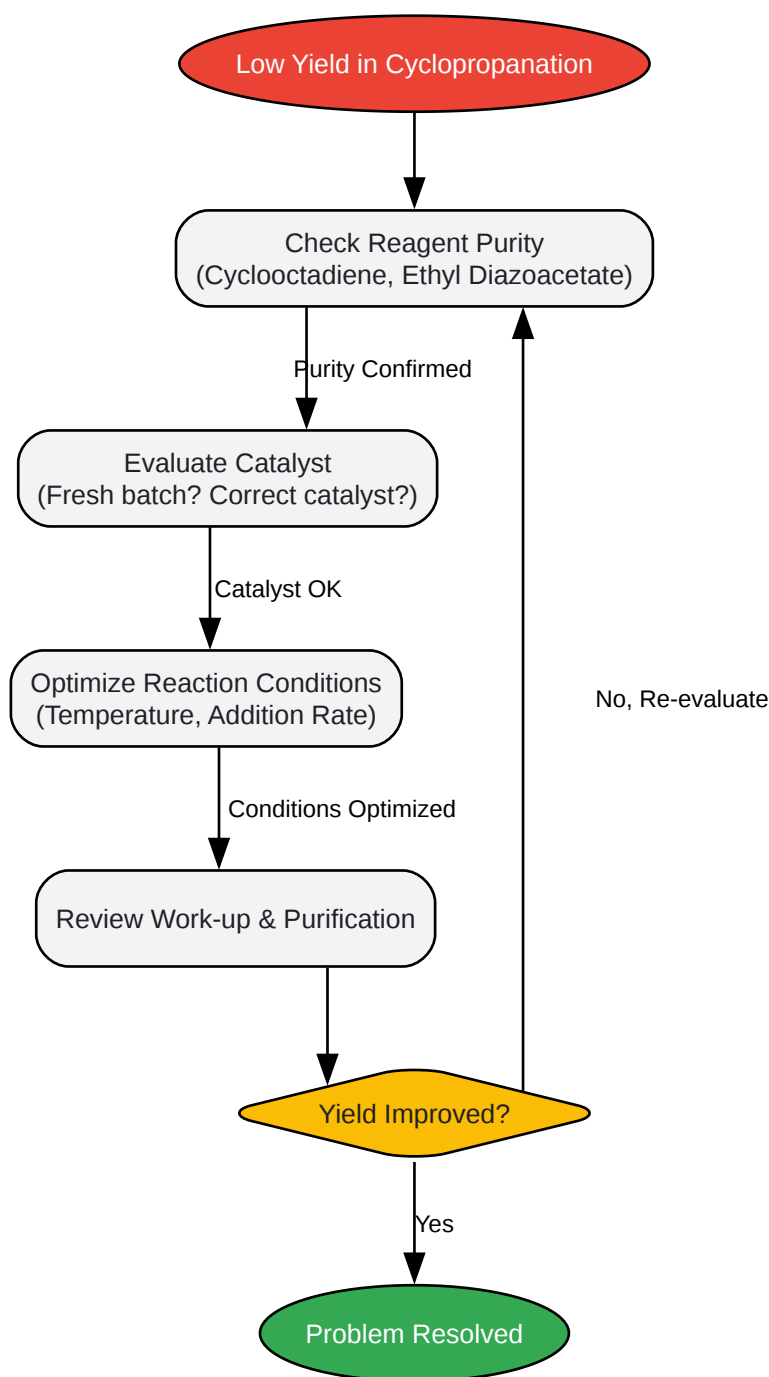 Low Yield in Cyclopropanation
Check Reagent Purity
(Cyclooctadiene, Ethyl Diazoacetate)
Purity Confirmed
Evaluate Catalyst
(Fresh batch? Correct catalyst?)
Catalyst OK
Optimize Reaction Conditions
(Temperature, Addition Rate)
No, Re-evaluate
Conditions Optimized
Review Work-up & Purification
Yield Improved?
Yes
Problem Resolved